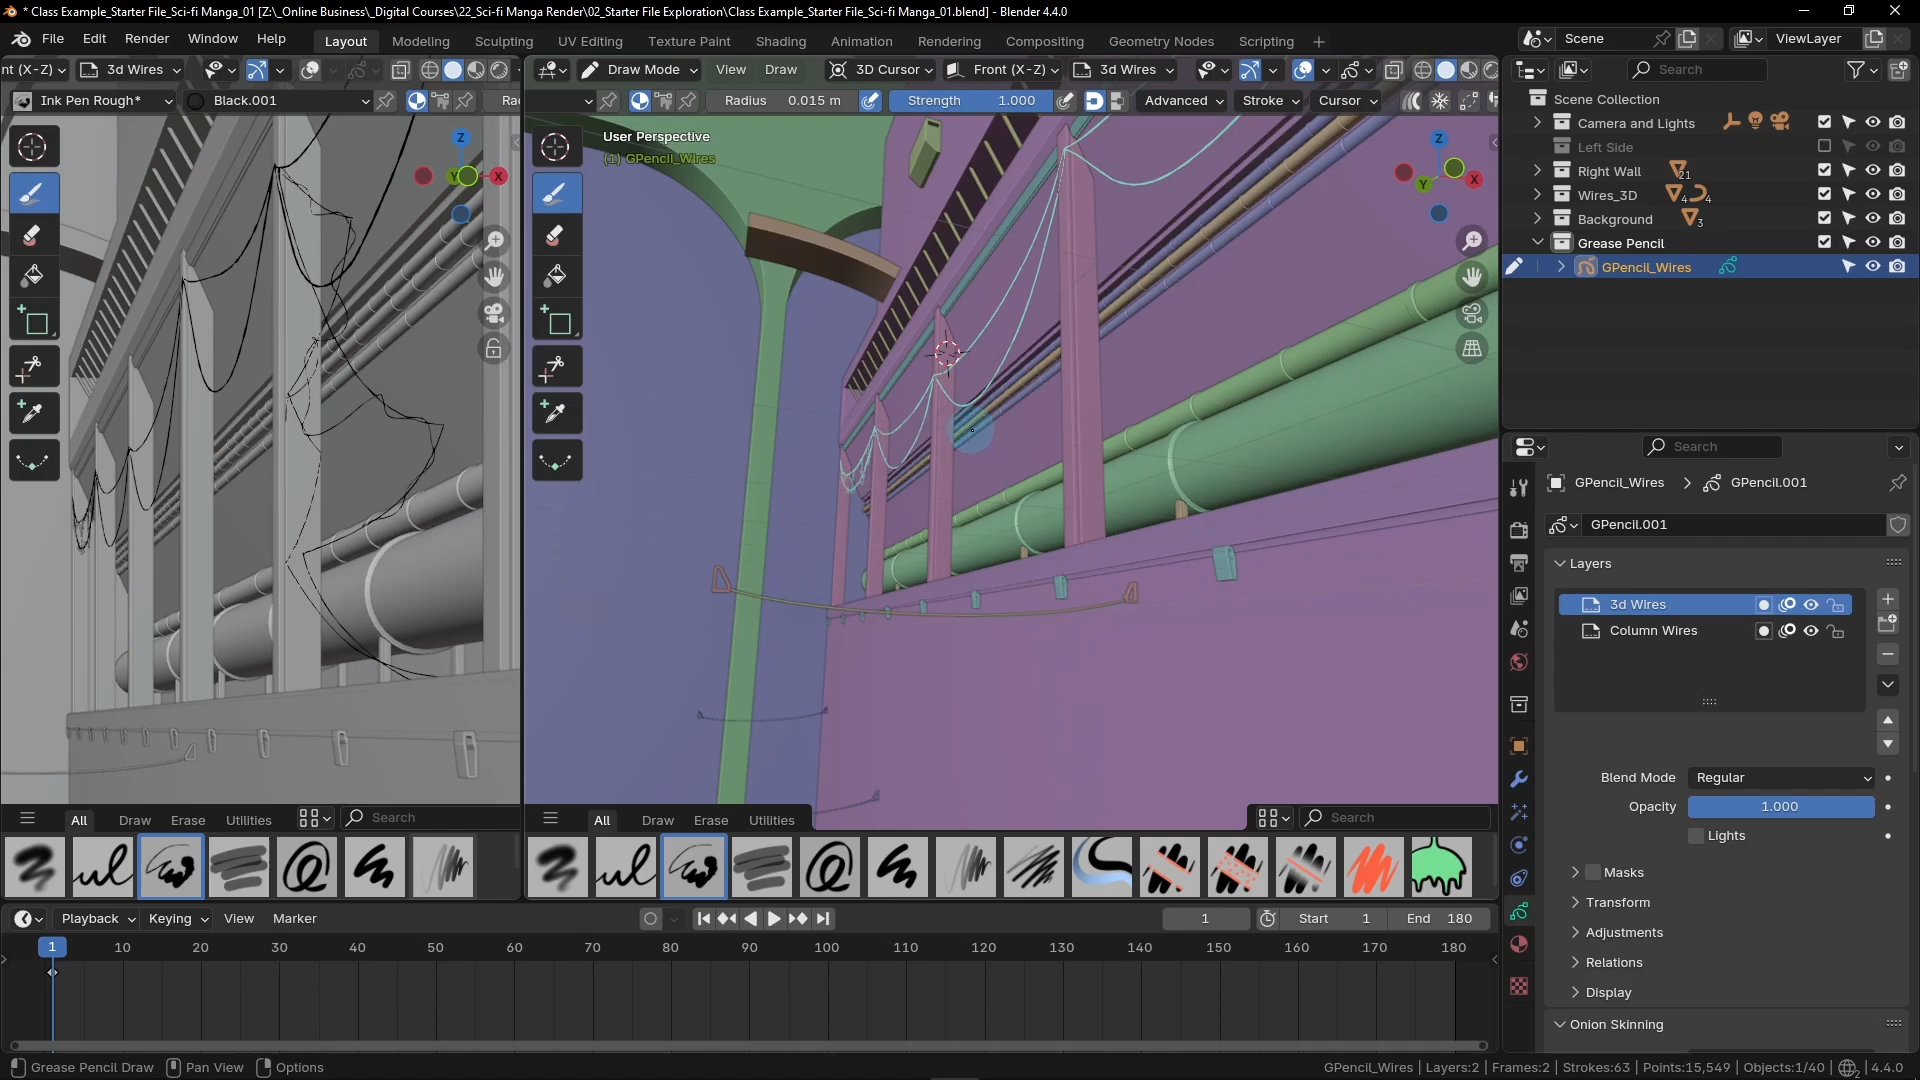 * Class Example_Starter File_Sci-fi Manga_01 [Z:\_Online Business\_Digital Courses\22_Sci-fi Manga Render\02_Starter File Exploration\Class Example_Starter File_Sci-fi Manga_01.blend] - Blender 4.4.0
File Edit Render Window Help Layout Modeling Sculpting UV Editing Texture Paint Shading Animation Rendering Compositing Geometry Nodes Scripting + Scene ViewLayer
nt (X-Z) 3d Wires Draw Mode View Draw 3D Cursor Front (X-Z) 3d Wires Search
Ink Pen Rough* Black.001 Rac Radius 0.015 m Strength 1.000 Advanced Stroke Cursor
Scene Collection
Camera and Lights
Left Side
Right Wall 21
Wires_3D 4 4
Background 3
Grease Pencil
GPencil_Wires
User Perspective
(1) GPencil_Wires
Z
Y X
Z
Y X
Search
GPencil_Wires > GPencil.001
GPencil.001
Layers
3d Wires
Column Wires
Blend Mode Regular
Opacity 1.000
Lights
Masks
Transform
Adjustments
Relations
Display
Onion Skinning
All Draw Erase Utilities Search
All Draw Erase Utilities Search
Playback Keying View Marker 1 Start 1 End 180
1 10 20 30 40 50 60 70 80 90 100 110 120 130 140 150 160 170 180
Grease Pencil Draw Pan View Options GPencil_Wires | Layers:2 | Frames:2 | Strokes:63 | Points:15,549 | Objects:1/40 | 2 | 4.4.0